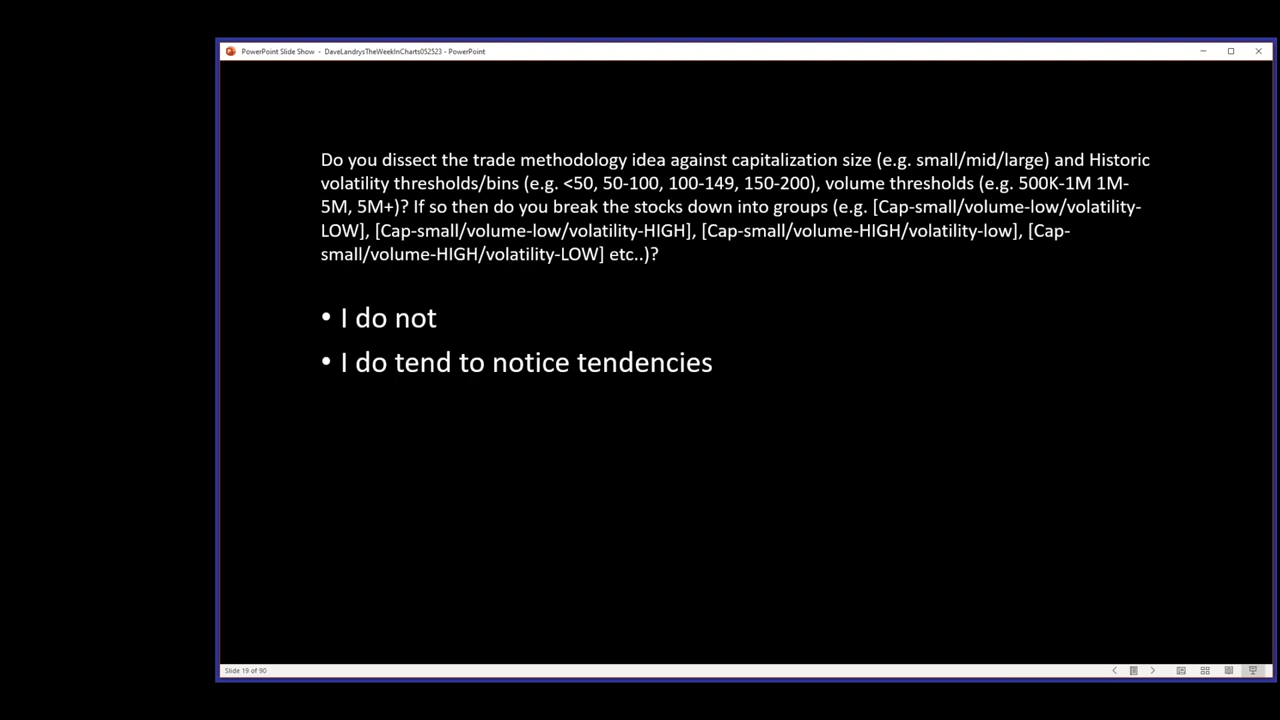 PowerPoint Slide Show - DaveLandrysTheWeekInCharts052523 - PowerPoint
Do you dissect the trade methodology idea against capitalization size (e.g. small/mid/large) and Historic
volatility thresholds/bins (e.g. <50, 50-100, 100-149, 150-200), volume thresholds (e.g. 500K-1M 1M-
5M, 5M+)? If so then do you break the stocks down into groups (e.g. [Cap-small/volume-low/volatility-
LOW], [Cap-small/volume-low/volatility-HIGH], [Cap-small/volume-HIGH/volatility-low], [Cap-
small/volume-HIGH/volatility-LOW] etc..)?
• I do not
• I do tend to notice tendencies
Slide 19 of 90